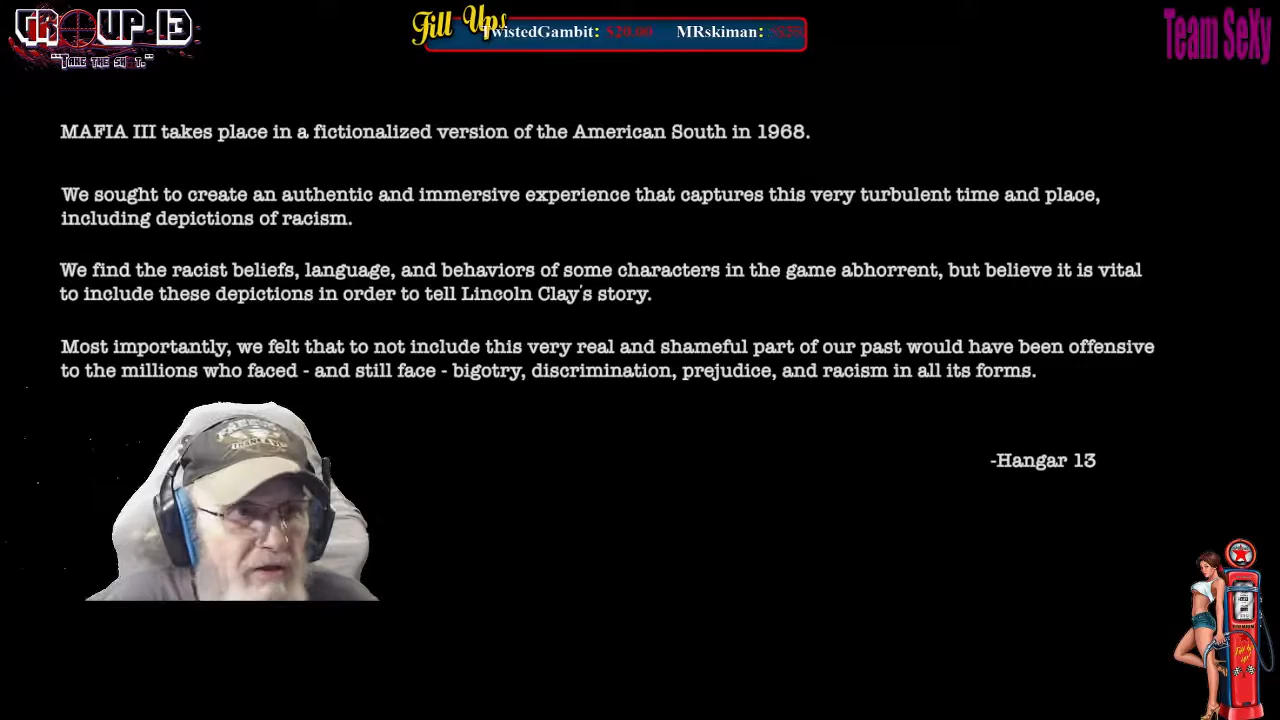 GROUP 13
"TAKE THE SHOT."
Fill Ups
TwistedGambit: $20.00 MRskiman:
Team SeXy
MAFIA III takes place in a fictionalized version of the American South in 1968.
We sought to create an authentic and immersive experience that captures this very turbulent time and place,
including depictions of racism.
We find the racist beliefs, language, and behaviors of some characters in the game abhorrent, but believe it is vital
to include these depictions in order to tell Lincoln Clay's story.
Most importantly, we felt that to not include this very real and shameful part of our past would have been offensive
to the millions who faced - and still face - bigotry, discrimination, prejudice, and racism in all its forms.
-Hangar 13